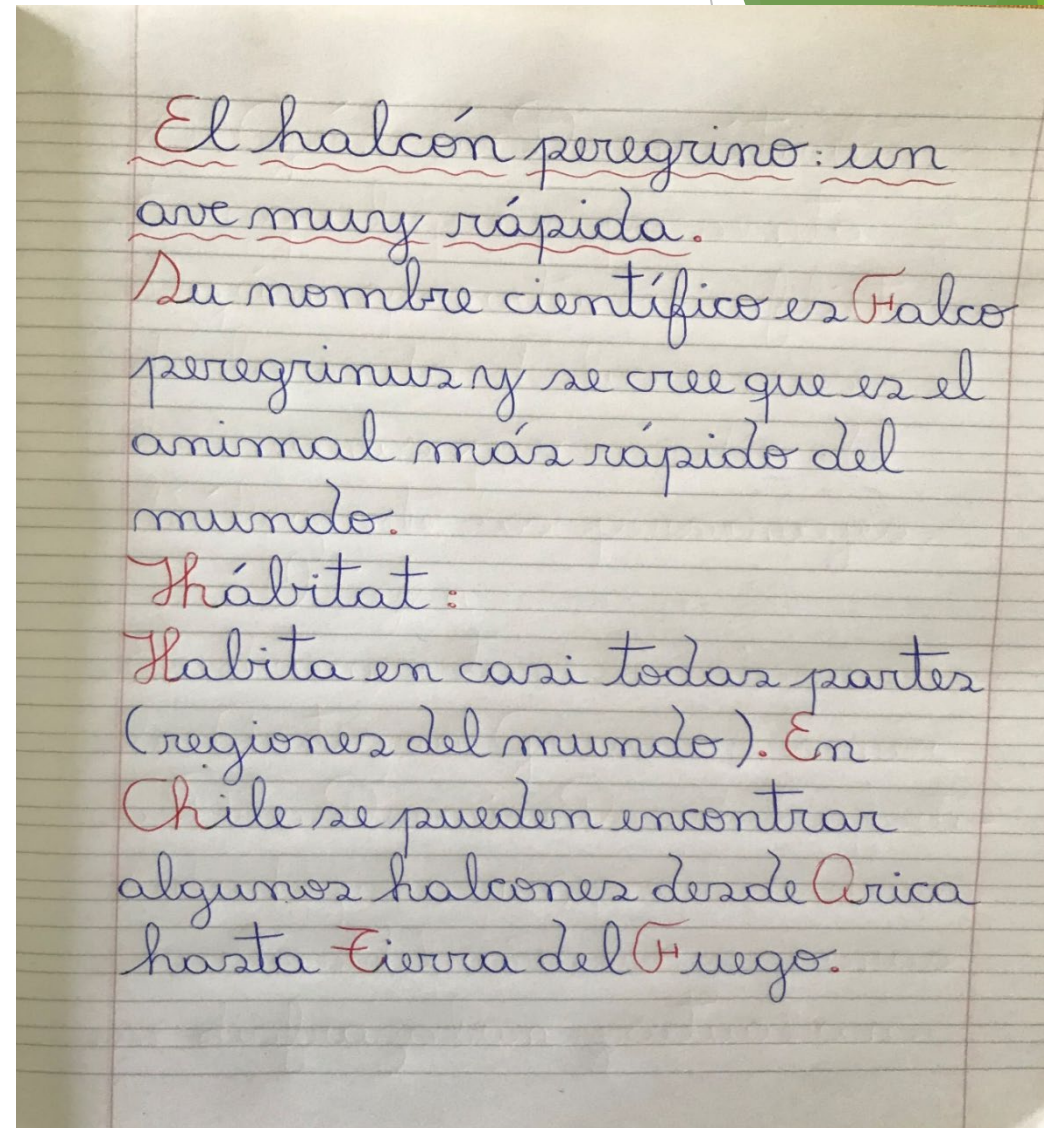 El halcón peregrino: un
ave muy rápida.
Su nombre científico es Falco
peregrinus y se cree que es el
animal más rápido del
mundo.
Hhábitat:
Habita en casi todas partes
(regiones del mundo). En
Chile se pueden encontrar
algunos halcones desde Arica
hasta Tierra del Fuego.